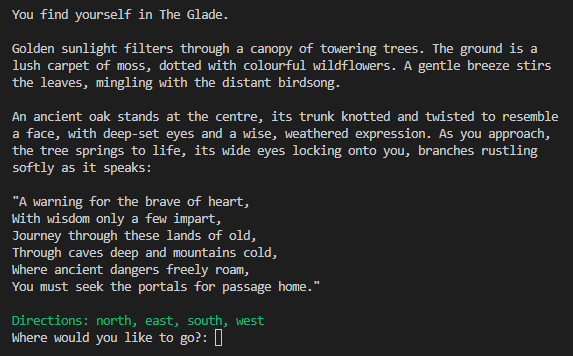 You find yourself in The Glade.
Golden sunlight filters through a canopy of towering trees. The ground is a
lush carpet of moss, dotted with colourful wildflowers. A gentle breeze stirs
the leaves, mingling with the distant birdsong.
An ancient oak stands at the centre, its trunk knotted and twisted to resemble
a face, with deep-set eyes and a wise, weathered expression. As you approach,
the tree springs to life, its wide eyes locking onto you, branches rustling
softly as it speaks:
"A warning for the brave of heart,
With wisdom only a few impart,
Journey through these lands of old,
Through caves deep and mountains cold,
Where ancient dangers freely roam,
You must seek the portals for passage home."
Directions: north, east, south, west
Where would you like to go?: